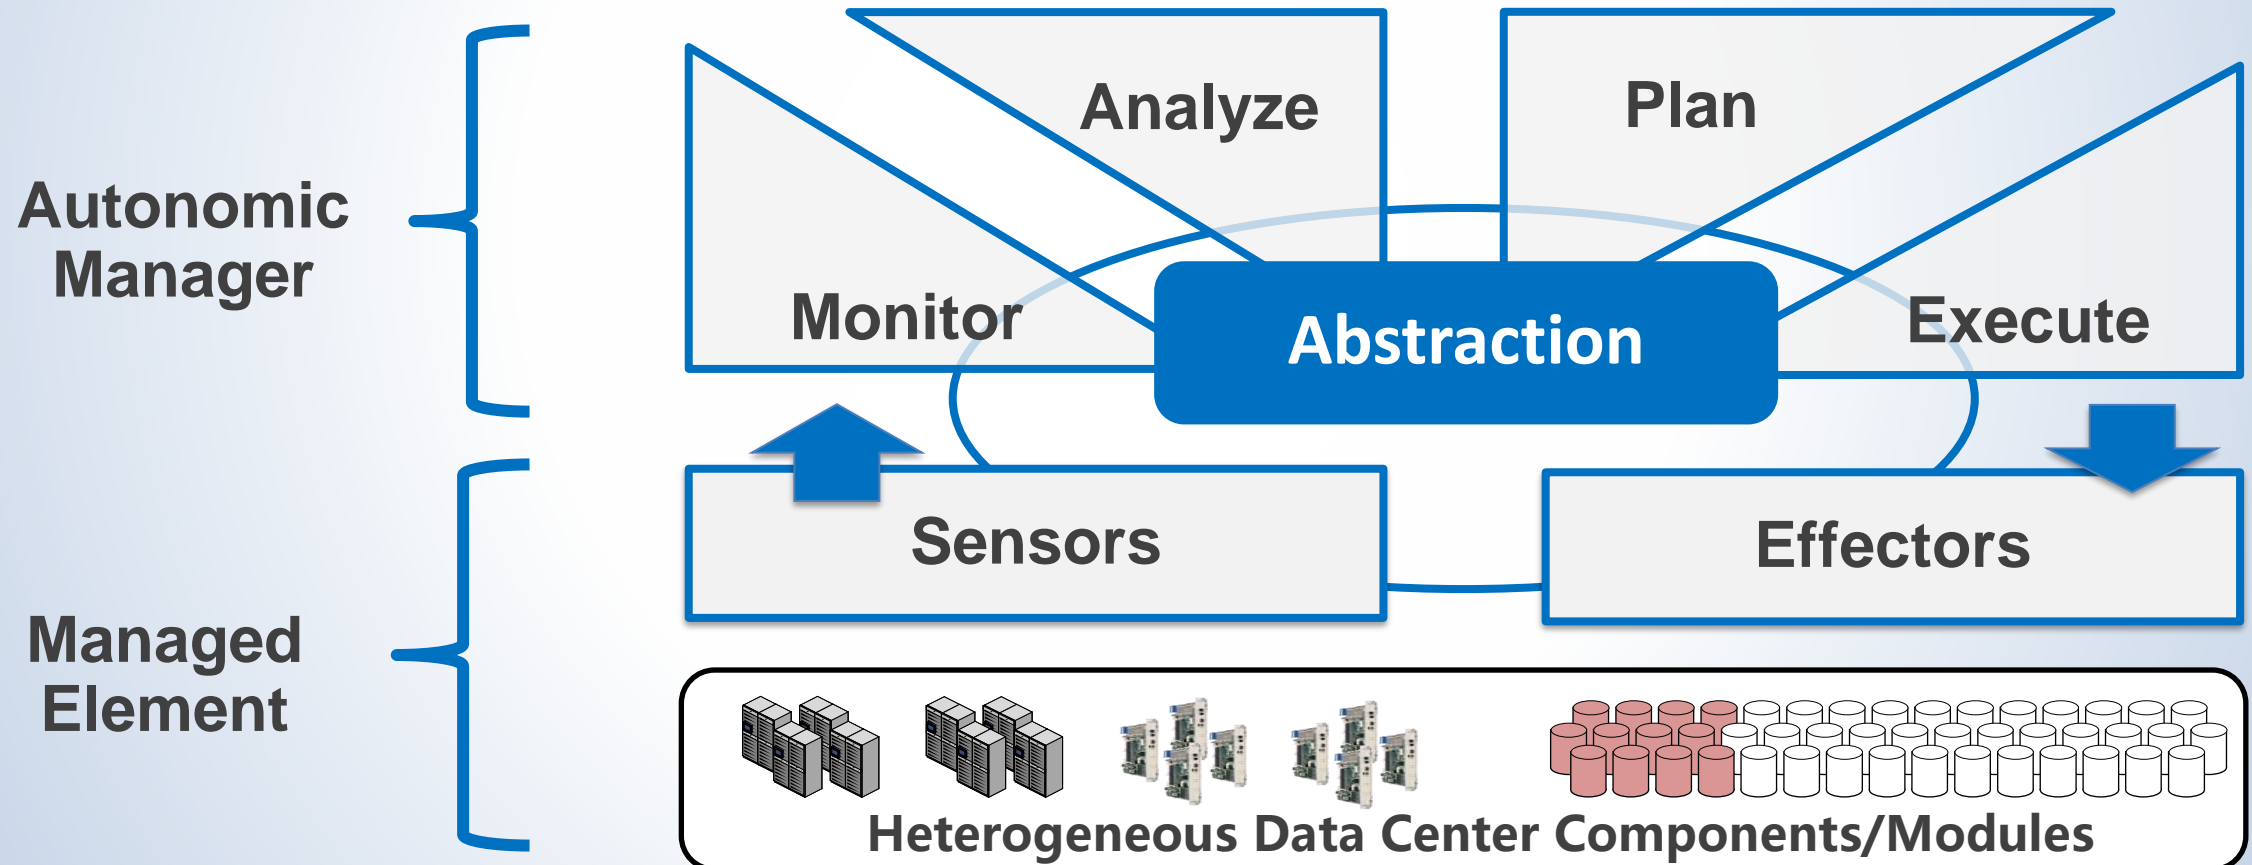 Analyze
Plan
Autonomic
Manager
Monitor
Abstraction
Execute
Sensors
Effectors
Managed
Element
Heterogeneous Data Center Components/Modules